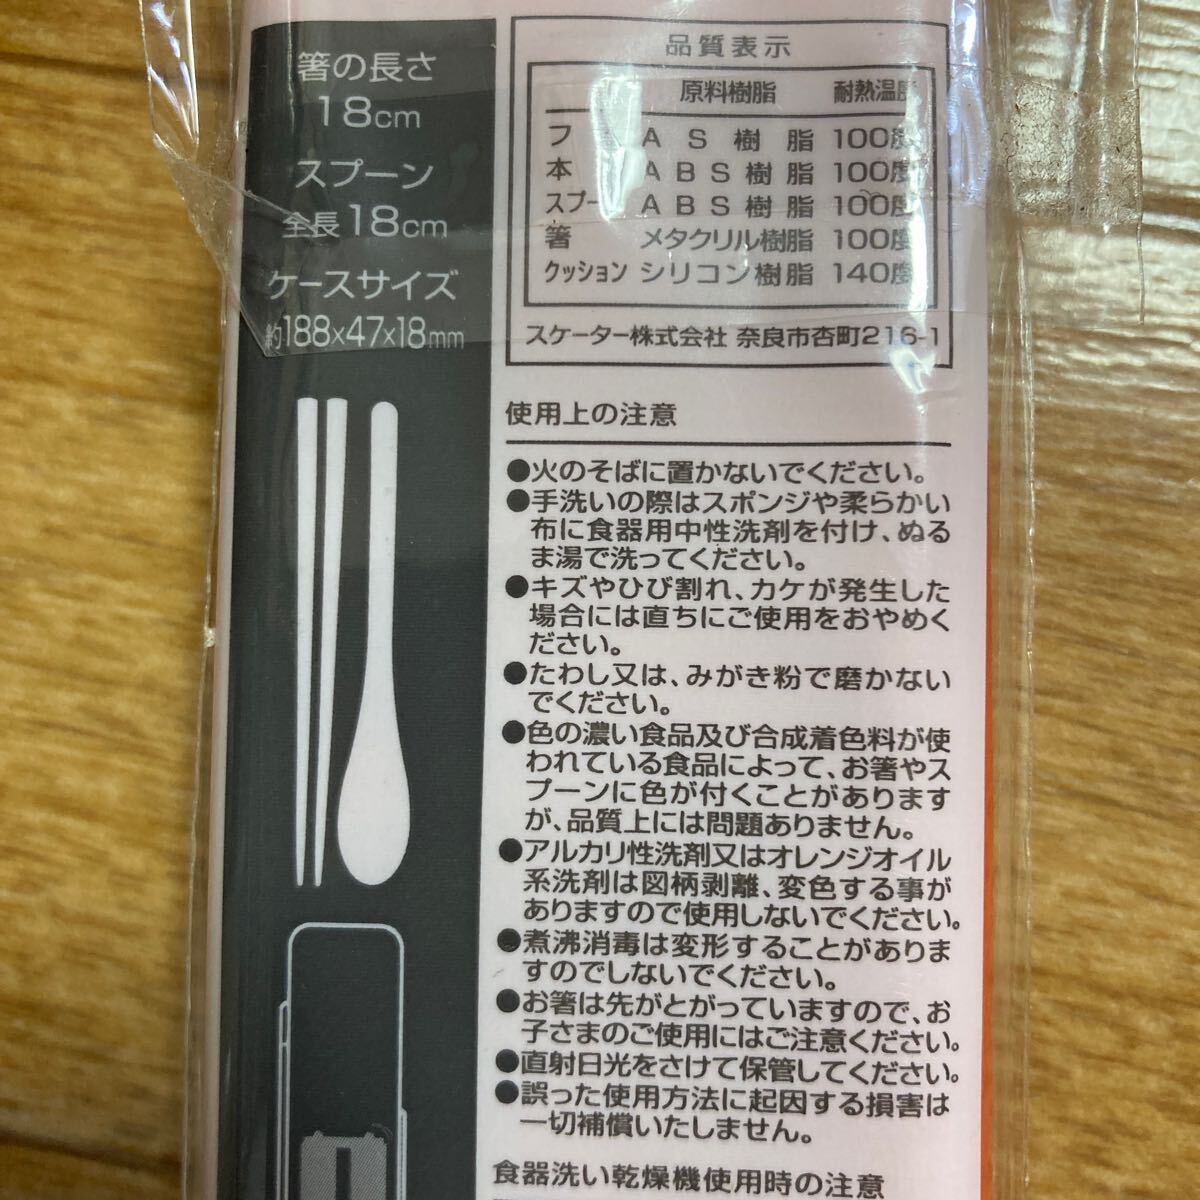 箸の長さ
18cm
スプーン
全長18cm
ケースサイズ
約188×47×18mm
品質表示
原料樹脂 耐熱温度
フ AS樹脂 100度
本 ABS樹脂 100度
スプー ABS樹脂 100度
箸 メタクリル樹脂 100度
クッション シリコン樹脂 140度
スケーター株式会社 奈良市杏町216-1
使用上の注意
●火のそばに置かないでください。
●手洗いの際はスポンジや柔らかい
布に食器用中性洗剤を付け、ぬる
ま湯で洗ってください。
●キズやひび割れ、カケが発生した
場合には直ちにご使用をおやめく
ださい。
●たわし又は、みがき粉で磨かない
でください。
●色の濃い食品及び合成着色料が使
われている食品によって、お箸やス
プーンに色が付くことがあります
が、品質上には問題ありません。
●アルカリ性洗剤又はオレンジオイル
系洗剤は図柄剥離、変色する事が
ありますので使用しないでください。
●煮沸消毒は変形することがありま
すのでしないでください。
●お箸は先がとがっていますので、お
子さまのご使用にはご注意ください。
●直射日光をさけて保管してください。
●誤った使用方法に起因する損害は
一切補償いたしません。
食器洗い乾燥機使用時の注意